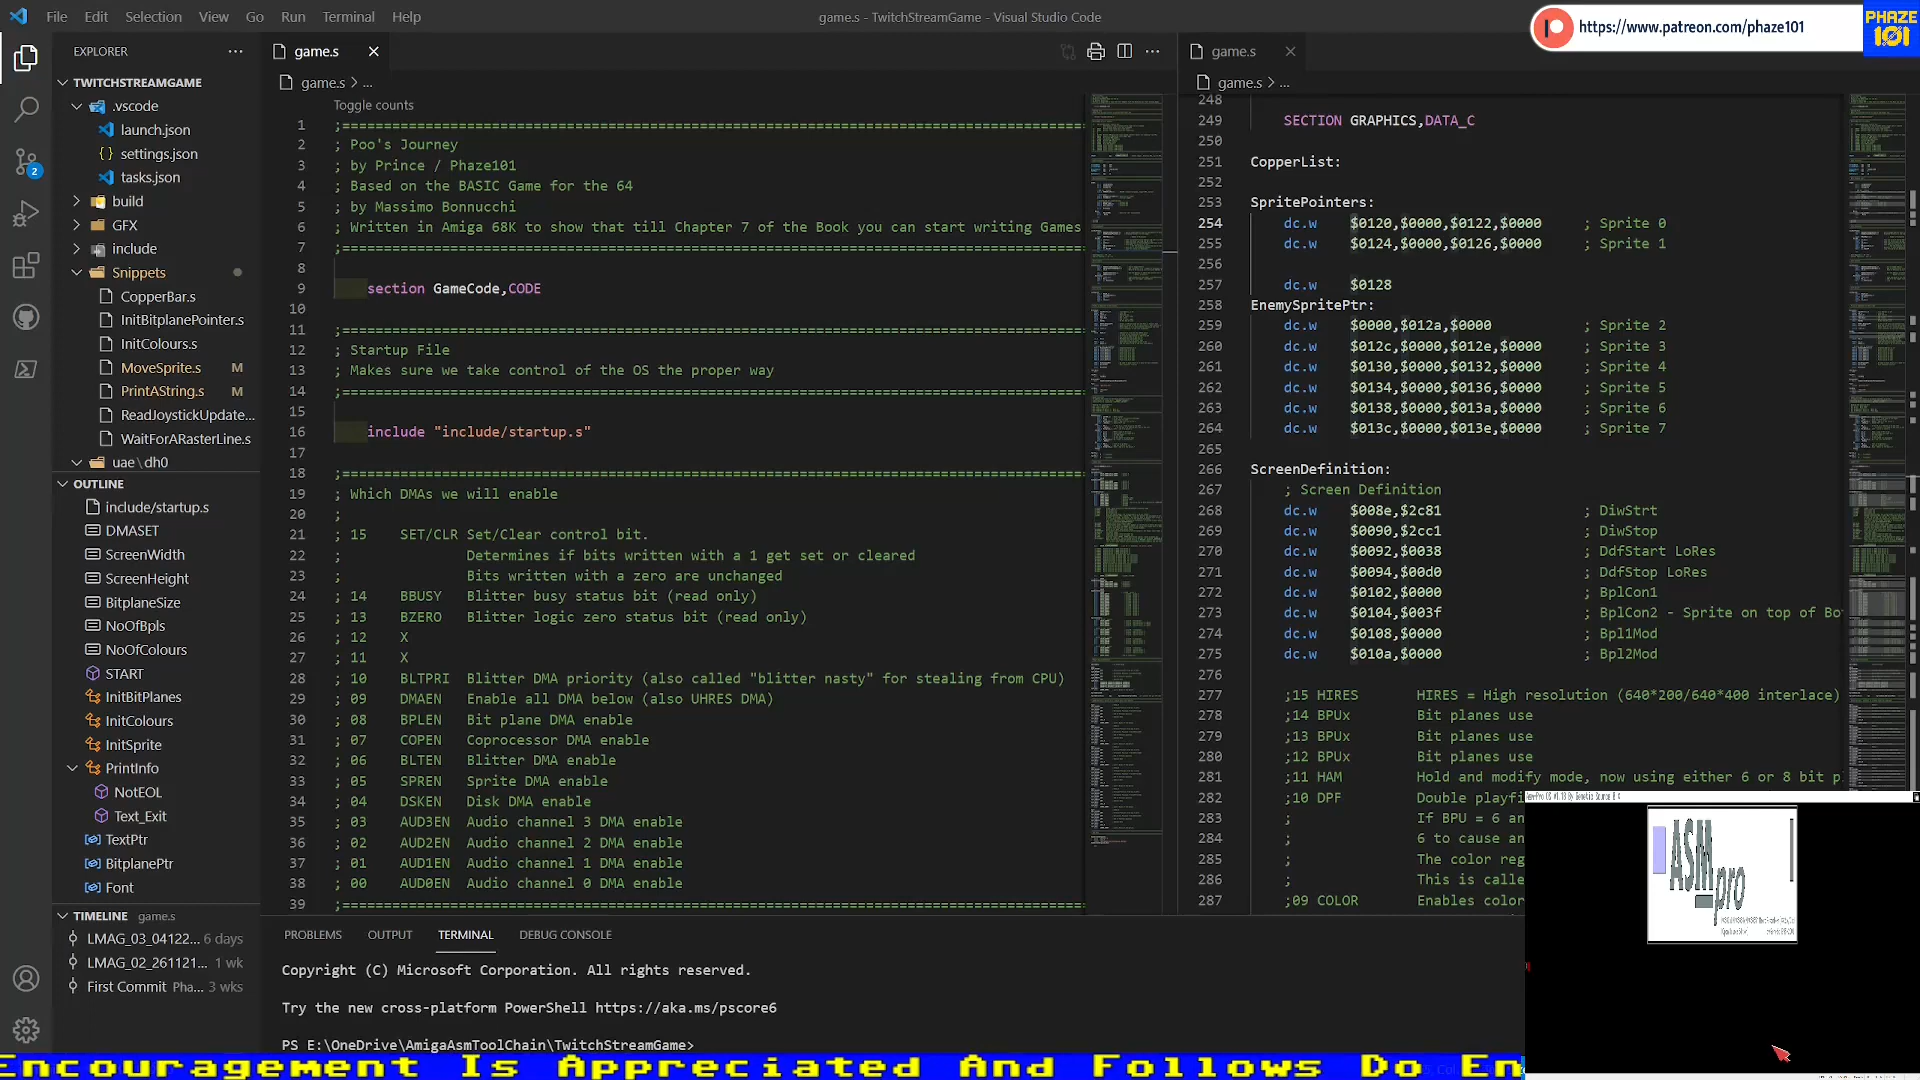 File Edit Selection View Go Run Terminal Help
game.s - TwitchStreamGame - Visual Studio Code
https://www.patreon.com/phaze101
PHAZE
101
EXPLORER
TWITCHSTREAMGAME
.vscode
launch.json
settings.json
tasks.json
build
GFX
include
Snippets
CopperBar.s
InitBitplanePointer.s
InitColours.s
MoveSprite.s M
PrintAString.s M
ReadJoystickUpdate...
WaitForARasterLine.s
uae\dh0
OUTLINE
include/startup.s
DMASET
ScreenWidth
ScreenHeight
BitplaneSize
NoOfBpls
NoOfColours
START
InitBitPlanes
InitColours
InitSprite
PrintInfo
NotEOL
Text_Exit
TextPtr
BitplanePtr
Font
TIMELINE game.s
LMAG_03_04122... 6 days
LMAG_02_261121... 1 wk
First Commit Pha... 3 wks
2
game.s
game.s > ...
Toggle counts
1 ;==========================================================================================
2 ; Poo's Journey
3 ; by Prince / Phaze101
4 ; Based on the BASIC Game for the 64
5 ; by Massimo Bonnucchi
6 ; Written in Amiga 68K to show that till Chapter 7 of the Book you can start writing Games
7 ;==========================================================================================
8
9 section GameCode,CODE
10
11 ;==========================================================================================
12 ; Startup File
13 ; Makes sure we take control of the OS the proper way
14 ;==========================================================================================
15
16 include "include/startup.s"
17
18 ;==========================================================================================
19 ; Which DMAs we will enable
20 ;
21 ; 15 SET/CLR Set/Clear control bit.
22 ; Determines if bits written with a 1 get set or cleared
23 ; Bits written with a zero are unchanged
24 ; 14 BBUSY Blitter busy status bit (read only)
25 ; 13 BZERO Blitter logic zero status bit (read only)
26 ; 12 X
27 ; 11 X
28 ; 10 BLTPRI Blitter DMA priority (also called "blitter nasty" for stealing from CPU)
29 ; 09 DMAEN Enable all DMA below (also UHRES DMA)
30 ; 08 BPLEN Bit plane DMA enable
31 ; 07 COPEN Coprocessor DMA enable
32 ; 06 BLTEN Blitter DMA enable
33 ; 05 SPREN Sprite DMA enable
34 ; 04 DSKEN Disk DMA enable
35 ; 03 AUD3EN Audio channel 3 DMA enable
36 ; 02 AUD2EN Audio channel 2 DMA enable
37 ; 01 AUD1EN Audio channel 1 DMA enable
38 ; 00 AUD0EN Audio channel 0 DMA enable
39 ;==========================================================================================
game.s
game.s > ...
248
249 SECTION GRAPHICS,DATA_C
250
251 CopperList:
252
253 SpritePointers:
254 dc.w $0120,$0000,$0122,$0000 ; Sprite 0
255 dc.w $0124,$0000,$0126,$0000 ; Sprite 1
256
257 dc.w $0128
258 EnemySpritePtr:
259 dc.w $0000,$012a,$0000 ; Sprite 2
260 dc.w $012c,$0000,$012e,$0000 ; Sprite 3
261 dc.w $0130,$0000,$0132,$0000 ; Sprite 4
262 dc.w $0134,$0000,$0136,$0000 ; Sprite 5
263 dc.w $0138,$0000,$013a,$0000 ; Sprite 6
264 dc.w $013c,$0000,$013e,$0000 ; Sprite 7
265
266 ScreenDefinition:
267 ; Screen Definition
268 dc.w $008e,$2c81 ; DiwStrt
269 dc.w $0090,$2cc1 ; DiwStop
270 dc.w $0092,$0038 ; DdfStart LoRes
271 dc.w $0094,$00d0 ; DdfStop LoRes
272 dc.w $0102,$0000 ; BplCon1
273 dc.w $0104,$003f ; BplCon2 - Sprite on top of Bo
274 dc.w $0108,$0000 ; Bpl1Mod
275 dc.w $010a,$0000 ; Bpl2Mod
276
277 ;15 HIRES HIRES = High resolution (640*200/640*400 interlace)
278 ;14 BPUx Bit planes use
279 ;13 BPUx Bit planes use
280 ;12 BPUx Bit planes use
281 ;11 HAM Hold and modify mode, now using either 6 or 8 bit p
282 ;10 DPF Double playfi
283 ; If BPU = 6 an
284 ; 6 to cause an
285 ; The color reg
286 ; This is calle
287 ;09 COLOR Enables color
ASM
pro
PROBLEMS OUTPUT TERMINAL DEBUG CONSOLE
Copyright (C) Microsoft Corporation. All rights reserved.
Try the new cross-platform PowerShell https://aka.ms/pscore6
PS E:\OneDrive\AmigaAsmToolChain\TwitchStreamGame>
Encouragement Is Appreciated And Follows Do En